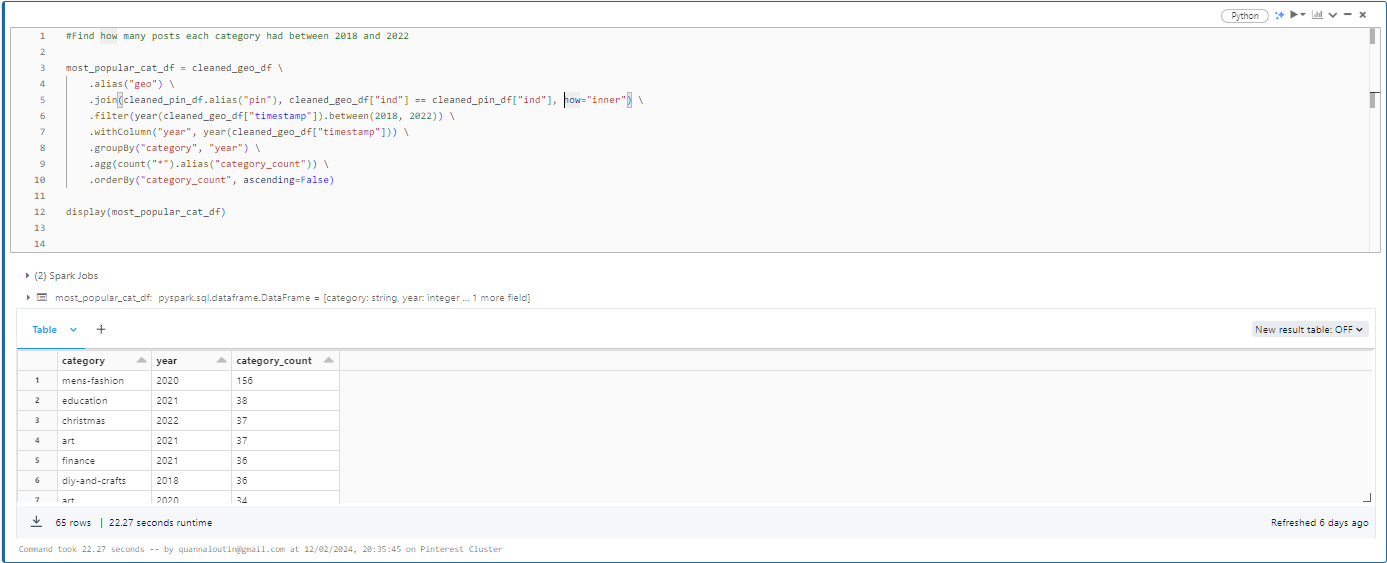 Python
1 #Find how many posts each category had between 2018 and 2022
2
3 most_popular_cat_df = cleaned_geo_df \
4     .alias("geo") \
5     .join(cleaned_pin_df.alias("pin"), cleaned_geo_df["ind"] == cleaned_pin_df["ind"], how="inner") \
6     .filter(year(cleaned_geo_df["timestamp"]).between(2018, 2022)) \
7     .withColumn("year", year(cleaned_geo_df["timestamp"])) \
8     .groupBy("category", "year") \
9     .agg(count("*").alias("category_count")) \
10     .orderBy("category_count", ascending=False)
11
12 display(most_popular_cat_df)
13
14
(2) Spark Jobs
most_popular_cat_df: pyspark.sql.dataframe.DataFrame = [category: string, year: integer ... 1 more field]
Table + New result table: OFF
category year category_count
1 mens-fashion 2020 156
2 education 2021 38
3 christmas 2022 37
4 art 2021 37
5 finance 2021 36
6 diy-and-crafts 2018 36
7 art 2020 34
65 rows | 22.27 seconds runtime Refreshed 6 days ago
Command took 22.27 seconds -- by quannaloutin@gmail.com at 12/02/2024, 20:35:45 on Pinterest Cluster